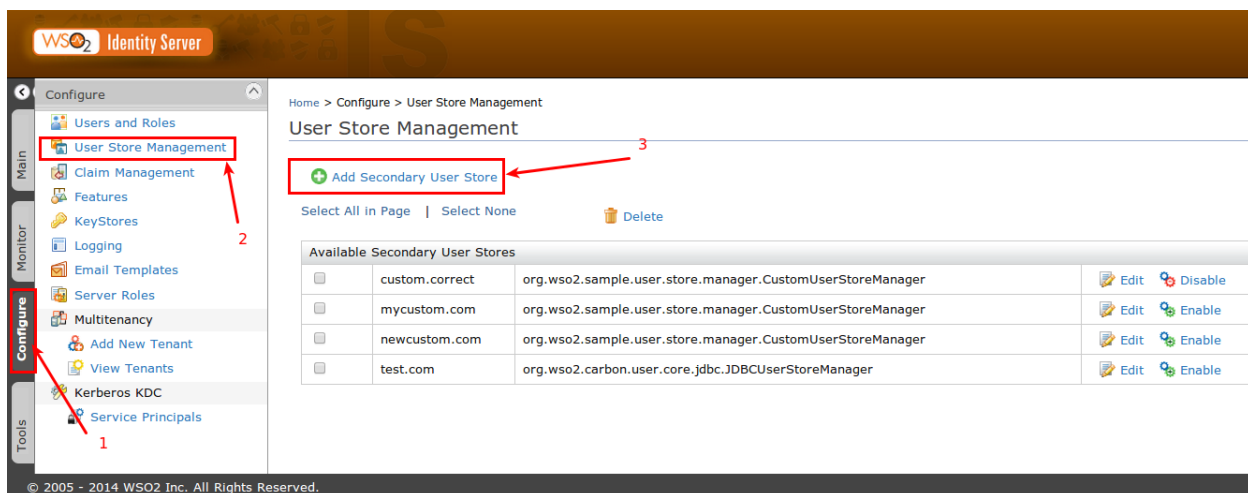 WSO2 Identity Server
IS
Main
Monitor
Configure
Tools
Configure
Users and Roles
User Store Management
Claim Management
Features
KeyStores
Logging
Email Templates
Server Roles
Multitenancy
Add New Tenant
View Tenants
Kerberos KDC
Service Principals
1
2
Home > Configure > User Store Management
User Store Management
3
Add Secondary User Store
Select All in Page | Select None Delete
Available Secondary User Stores
custom.correct org.wso2.sample.user.store.manager.CustomUserStoreManager Edit Disable
mycustom.com org.wso2.sample.user.store.manager.CustomUserStoreManager Edit Enable
newcustom.com org.wso2.sample.user.store.manager.CustomUserStoreManager Edit Enable
test.com org.wso2.carbon.user.core.jdbc.JDBCUserStoreManager Edit Enable
© 2005 - 2014 WSO2 Inc. All Rights Reserved.